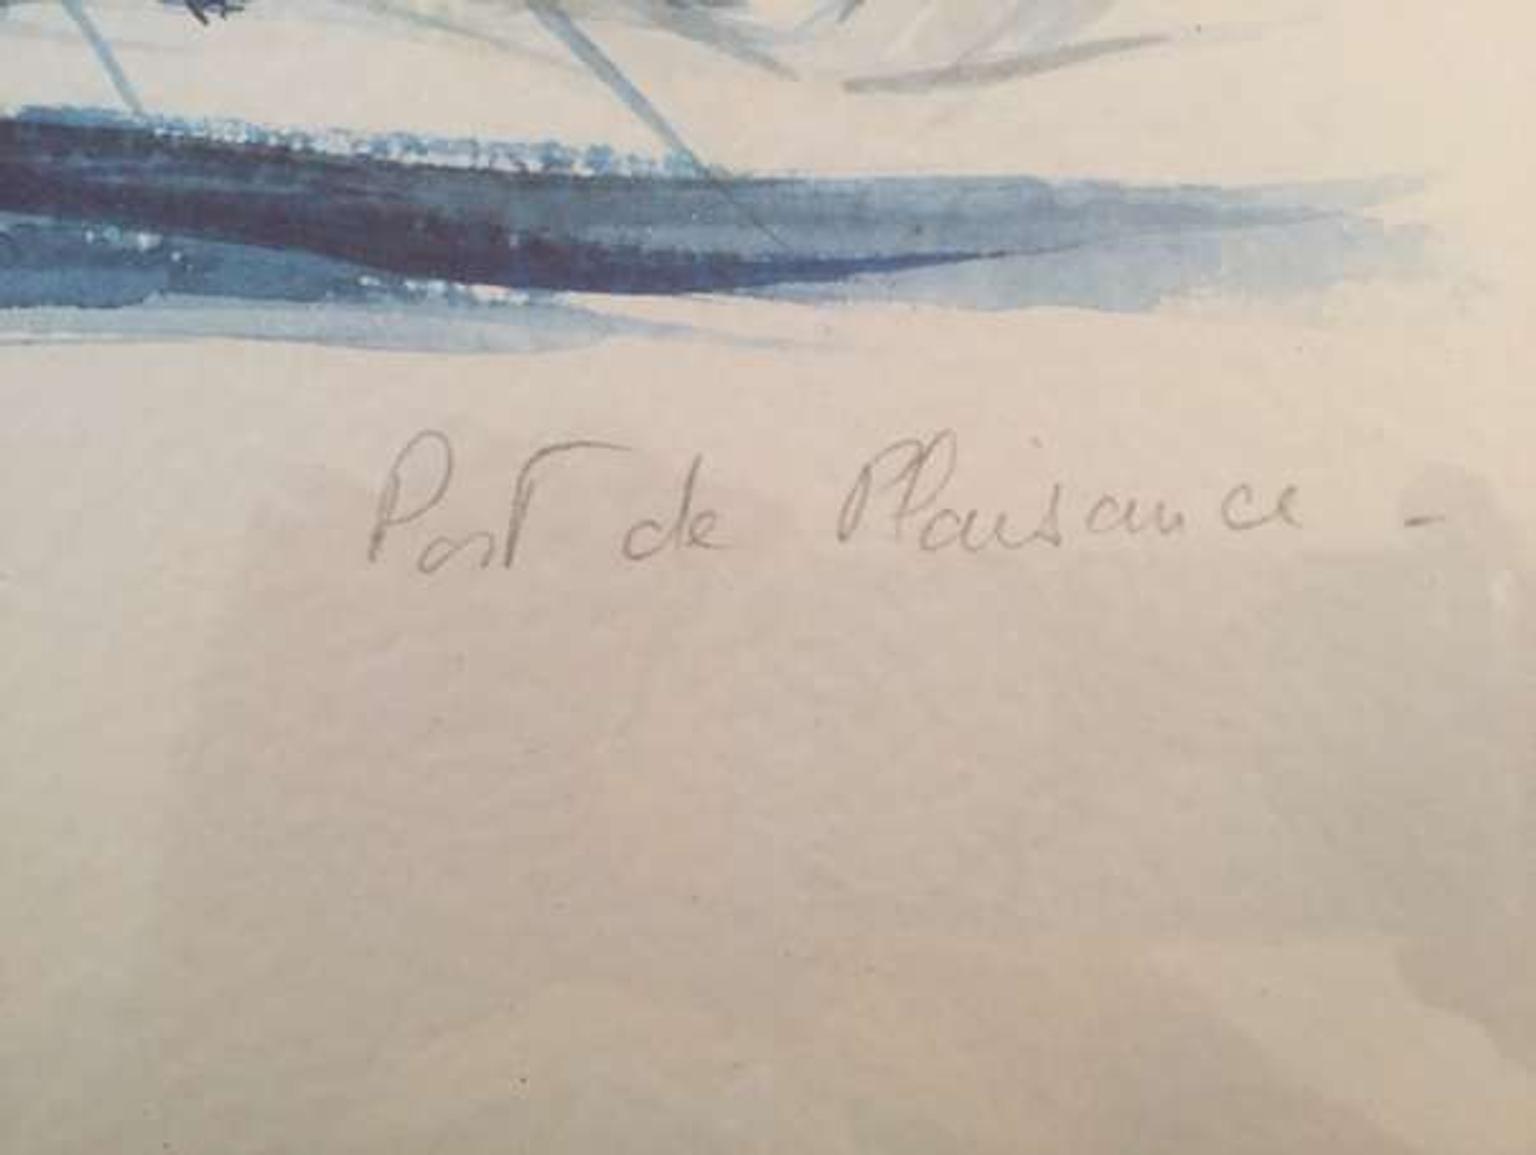 Port de Plaisance -